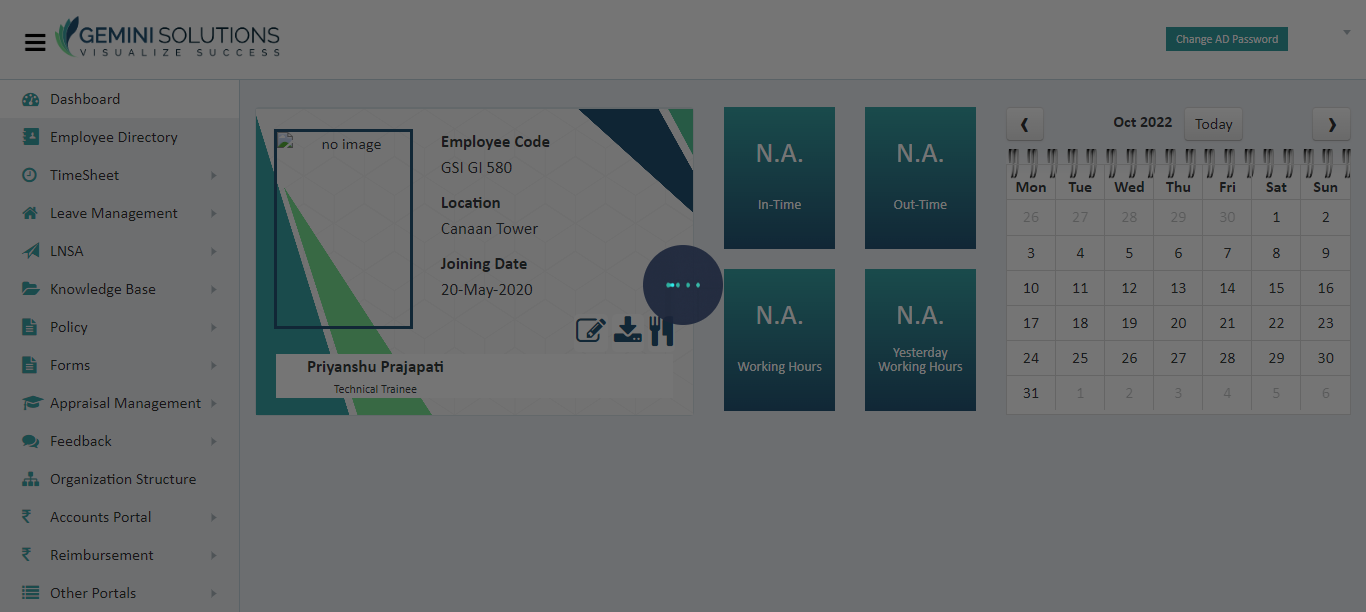 GEMINI SOLUTIONS
VISUALIZE SUCCESS
Change AD Password
Dashboard
Employee Directory
TimeSheet
Leave Management
LNSA
Knowledge Base
Policy
Forms
Appraisal Management
Feedback
Organization Structure
Accounts Portal
Reimbursement
Other Portals
no image
Employee Code
GSI GI 580
Location
Canaan Tower
Joining Date
20-May-2020
Priyanshu Prajapati
Technical Trainee
N.A.
In-Time
N.A.
Out-Time
N.A.
Working Hours
N.A.
Yesterday
Working Hours
Oct 2022
Today
Mon Tue Wed Thu Fri Sat Sun
26 27 28 29 30 1 2
3 4 5 6 7 8 9
10 11 12 13 14 15 16
17 18 19 20 21 22 23
24 25 26 27 28 29 30
31 1 2 3 4 5 6